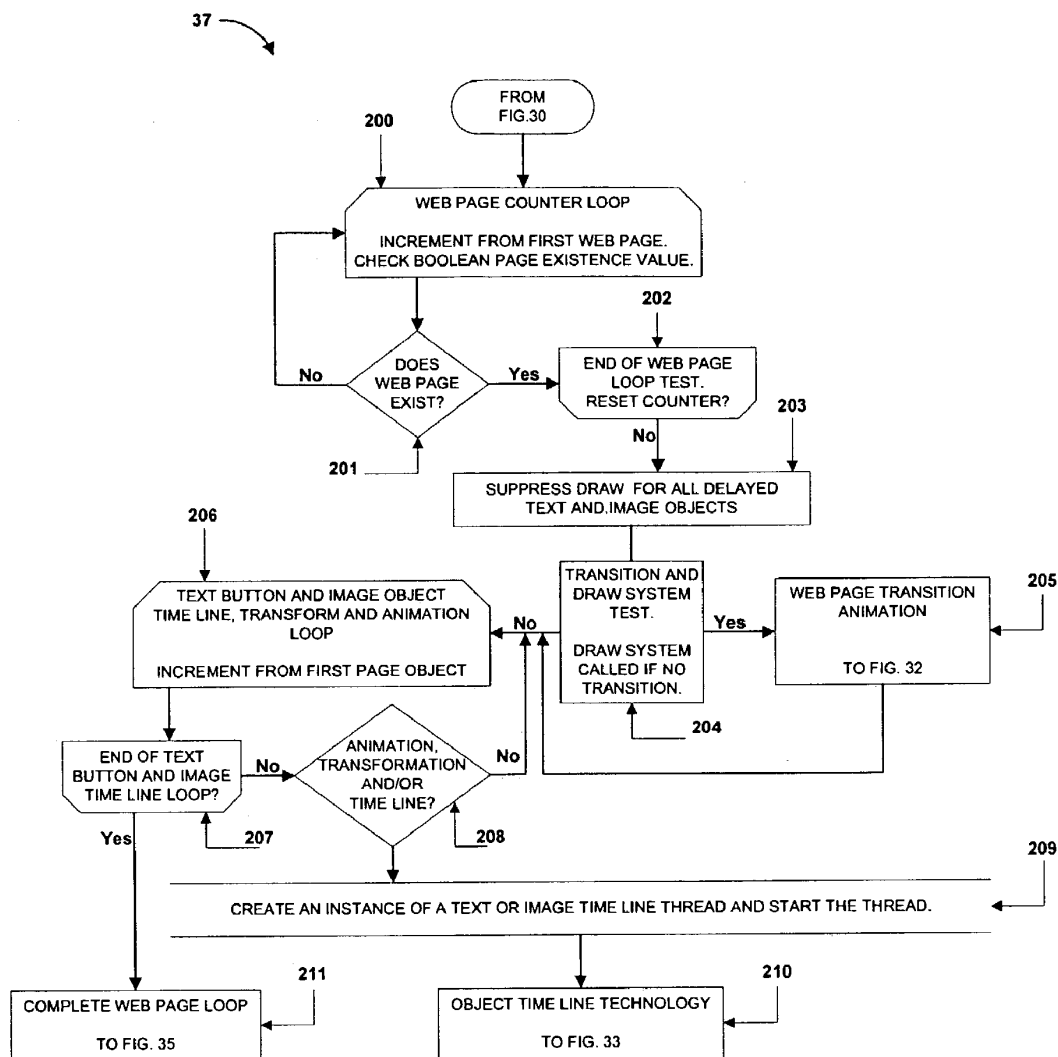 37
FROM
FIG.30
200
WEB PAGE COUNTER LOOP
INCREMENT FROM FIRST WEB PAGE.
CHECK BOOLEAN PAGE EXISTENCE VALUE.
202
DOES
WEB PAGE
EXIST?
No
Yes
END OF WEB PAGE
LOOP TEST.
RESET COUNTER?
203
201
No
SUPPRESS DRAW FOR ALL DELAYED
TEXT AND.IMAGE OBJECTS
206
TEXT BUTTON AND IMAGE OBJECT
TIME LINE, TRANSFORM AND ANIMATION
LOOP
INCREMENT FROM FIRST PAGE OBJECT
No
TRANSITION AND
DRAW SYSTEM
TEST.
DRAW SYSTEM
CALLED IF NO
TRANSITION.
Yes
WEB PAGE TRANSITION
ANIMATION
TO FIG. 32
205
204
END OF TEXT
BUTTON AND IMAGE
TIME LINE LOOP?
No
ANIMATION,
TRANSFORMATION
AND/OR
TIME LINE?
No
Yes
207
208
209
CREATE AN INSTANCE OF A TEXT OR IMAGE TIME LINE THREAD AND START THE THREAD.
211
COMPLETE WEB PAGE LOOP
TO FIG. 35
210
OBJECT TIME LINE TECHNOLOGY
TO FIG. 33